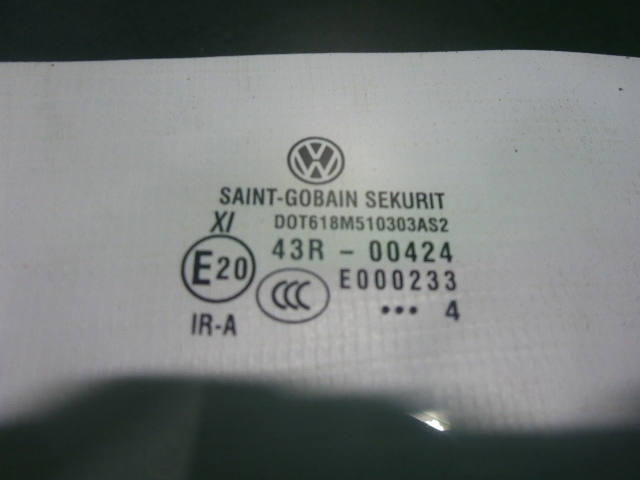 SAINT-GOBAIN SEKURIT
XI DOT618M510303AS2
E20 43R - 00424
CCC E000233
IR-A ••• 4